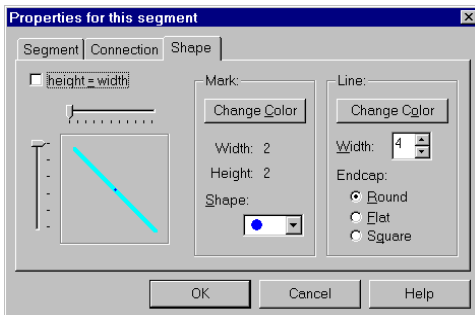 Properties for this segment
Segment Connection Shape
height = width
Mark:
Change Color
Width: 2
Height: 2
Shape:
Line:
Change Color
Width: 4
Endcap:
Round
Flat
Square
OK Cancel Help